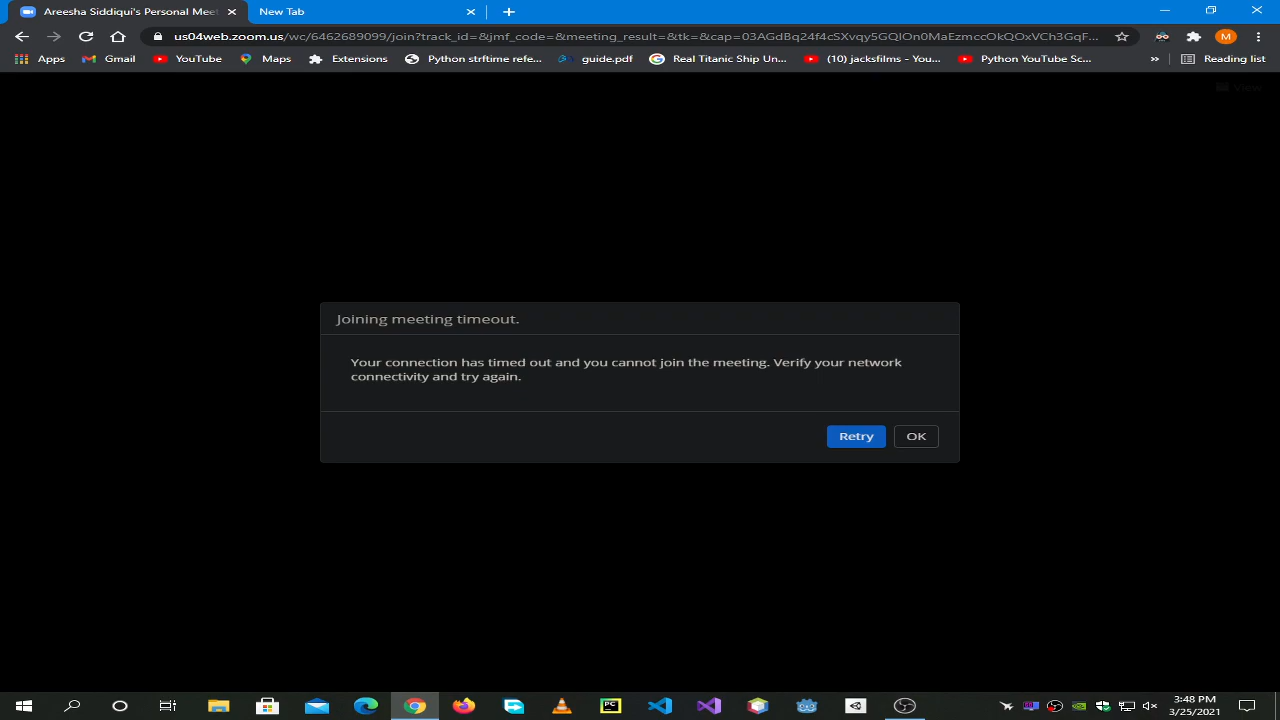 Areesha Siddiqui's Personal Meet
New Tab
us04web.zoom.us/wc/6462689099/join?track_id=&jmf_code=&meeting_result=&tk=&cap=03AGdBq24f4cSXvqy5GQIOn0MaEzmccOkQOxVCh3GqF...
Apps
Gmail
YouTube
Maps
Extensions
Python strftime refe...
guide.pdf
Real Titanic Ship Un...
(10) jacksfilms - You...
Python YouTube Sc...
»
Reading list
View
Joining meeting timeout.
Your connection has timed out and you cannot join the meeting. Verify your network
connectivity and try again.
Retry
OK
M
PC
3:48 PM
3/25/2021